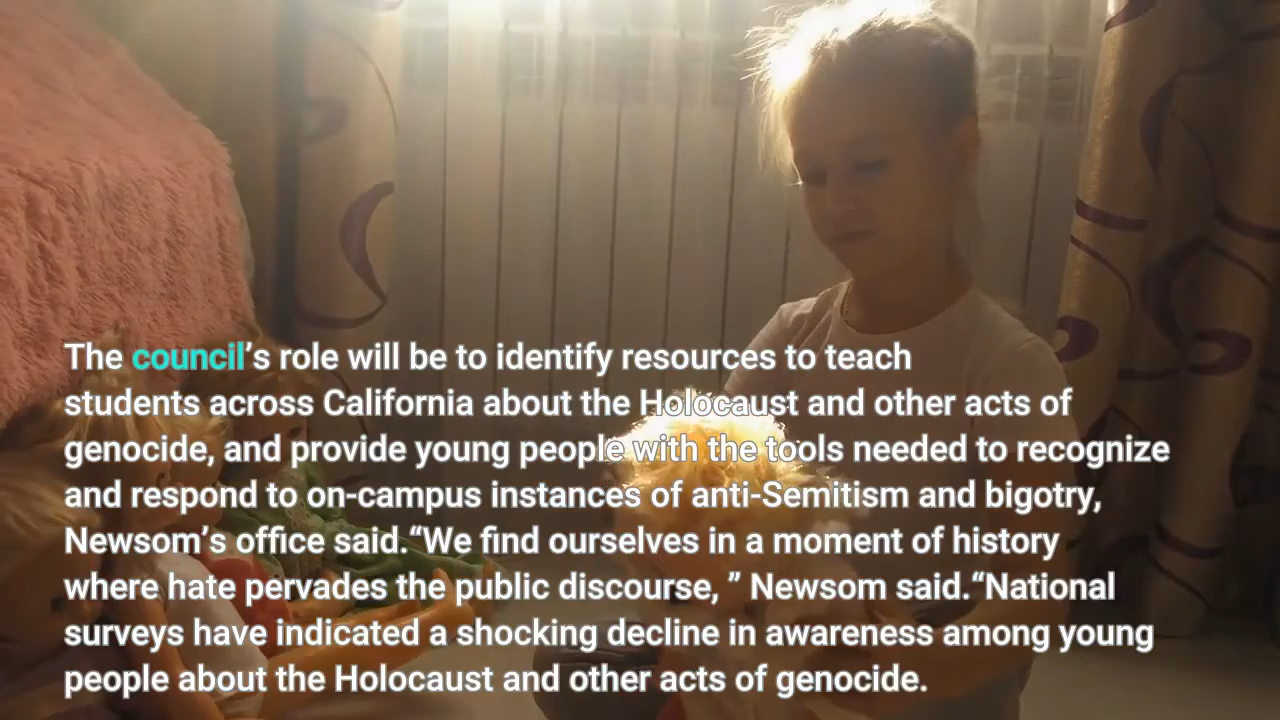 The council’s role will be to identify resources to teach
students across California about the Holocaust and other acts of
genocide, and provide young people with the tools needed to recognize
and respond to on-campus instances of anti-Semitism and bigotry,
Newsom’s office said.“We find ourselves in a moment of history
where hate pervades the public discourse, ” Newsom said.“National
surveys have indicated a shocking decline in awareness among young
people about the Holocaust and other acts of genocide.